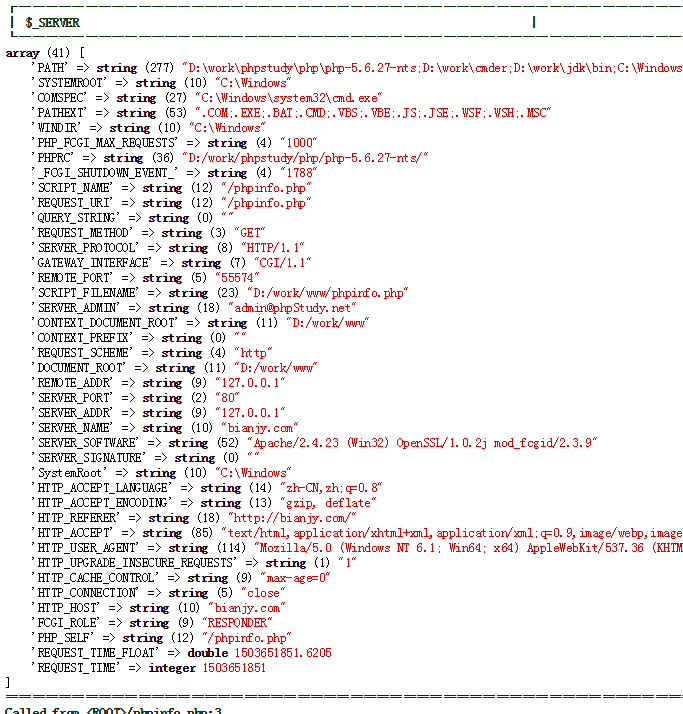 $_SERVER
array (41) [
'PATH' => string (277) "D:\work\phpstudy\php\php-5.6.27-nts;D:\work\cmder;D:\work\jdk\bin;C:\Windows
'SYSTEMROOT' => string (10) "C:\Windows"
'COMSPEC' => string (27) "C:\Windows\system32\cmd.exe"
'PATHEXT' => string (53) ".COM;.EXE;.BAT;.CMD;.VBS;.VBE;.JS;.JSE;.WSF;.WSH;.MSC"
'WINDIR' => string (10) "C:\Windows"
'PHP_FCGI_MAX_REQUESTS' => string (4) "1000"
'PHPRC' => string (36) "D:/work/phpstudy/php/php-5.6.27-nts/"
'_FCGI_SHUTDOWN_EVENT_' => string (4) "1788"
'SCRIPT_NAME' => string (12) "/phpinfo.php"
'REQUEST_URI' => string (12) "/phpinfo.php"
'QUERY_STRING' => string (0) ""
'REQUEST_METHOD' => string (3) "GET"
'SERVER_PROTOCOL' => string (8) "HTTP/1.1"
'GATEWAY_INTERFACE' => string (7) "CGI/1.1"
'REMOTE_PORT' => string (5) "55574"
'SCRIPT_FILENAME' => string (23) "D:/work/www/phpinfo.php"
'SERVER_ADMIN' => string (18) "admin@phpStudy.net"
'CONTEXT_DOCUMENT_ROOT' => string (11) "D:/work/www"
'CONTEXT_PREFIX' => string (0) ""
'REQUEST_SCHEME' => string (4) "http"
'DOCUMENT_ROOT' => string (11) "D:/work/www"
'REMOTE_ADDR' => string (9) "127.0.0.1"
'SERVER_PORT' => string (2) "80"
'SERVER_ADDR' => string (9) "127.0.0.1"
'SERVER_NAME' => string (10) "bianjy.com"
'SERVER_SOFTWARE' => string (52) "Apache/2.4.23 (Win32) OpenSSL/1.0.2j mod_fcgid/2.3.9"
'SERVER_SIGNATURE' => string (0) ""
'SystemRoot' => string (10) "C:\Windows"
'HTTP_ACCEPT_LANGUAGE' => string (14) "zh-CN,zh;q=0.8"
'HTTP_ACCEPT_ENCODING' => string (13) "gzip, deflate"
'HTTP_REFERER' => string (18) "http://bianjy.com/"
'HTTP_ACCEPT' => string (85) "text/html,application/xhtml+xml,application/xml;q=0.9,image/webp,image
'HTTP_USER_AGENT' => string (114) "Mozilla/5.0 (Windows NT 6.1; Win64; x64) AppleWebKit/537.36 (KHTM
'HTTP_UPGRADE_INSECURE_REQUESTS' => string (1) "1"
'HTTP_CACHE_CONTROL' => string (9) "max-age=0"
'HTTP_CONNECTION' => string (5) "close"
'HTTP_HOST' => string (10) "bianjy.com"
'FCGI_ROLE' => string (9) "RESPONDER"
'PHP_SELF' => string (12) "/phpinfo.php"
'REQUEST_TIME_FLOAT' => double 1503651851.6205
'REQUEST_TIME' => integer 1503651851
]
Called from <ROOT>/phpinfo.php:3